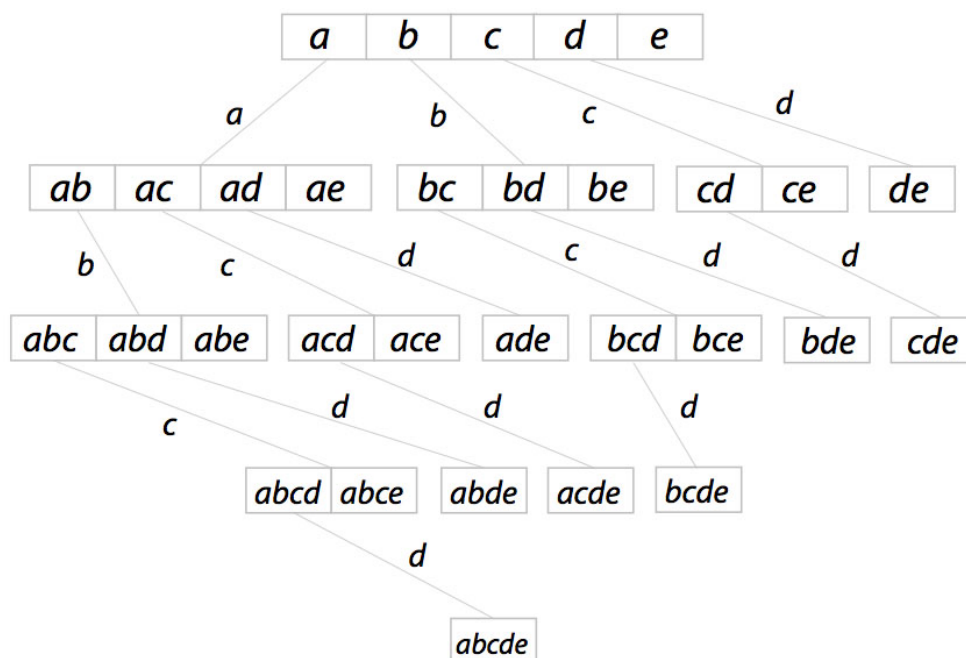 a b c d e
a b c d
ab ac ad ae bc bd be cd ce de
b c d c d d
abc abd abe acd ace ade bcd bce bde cde
c d d d
abcd abce abde acde bcde
d
abcde